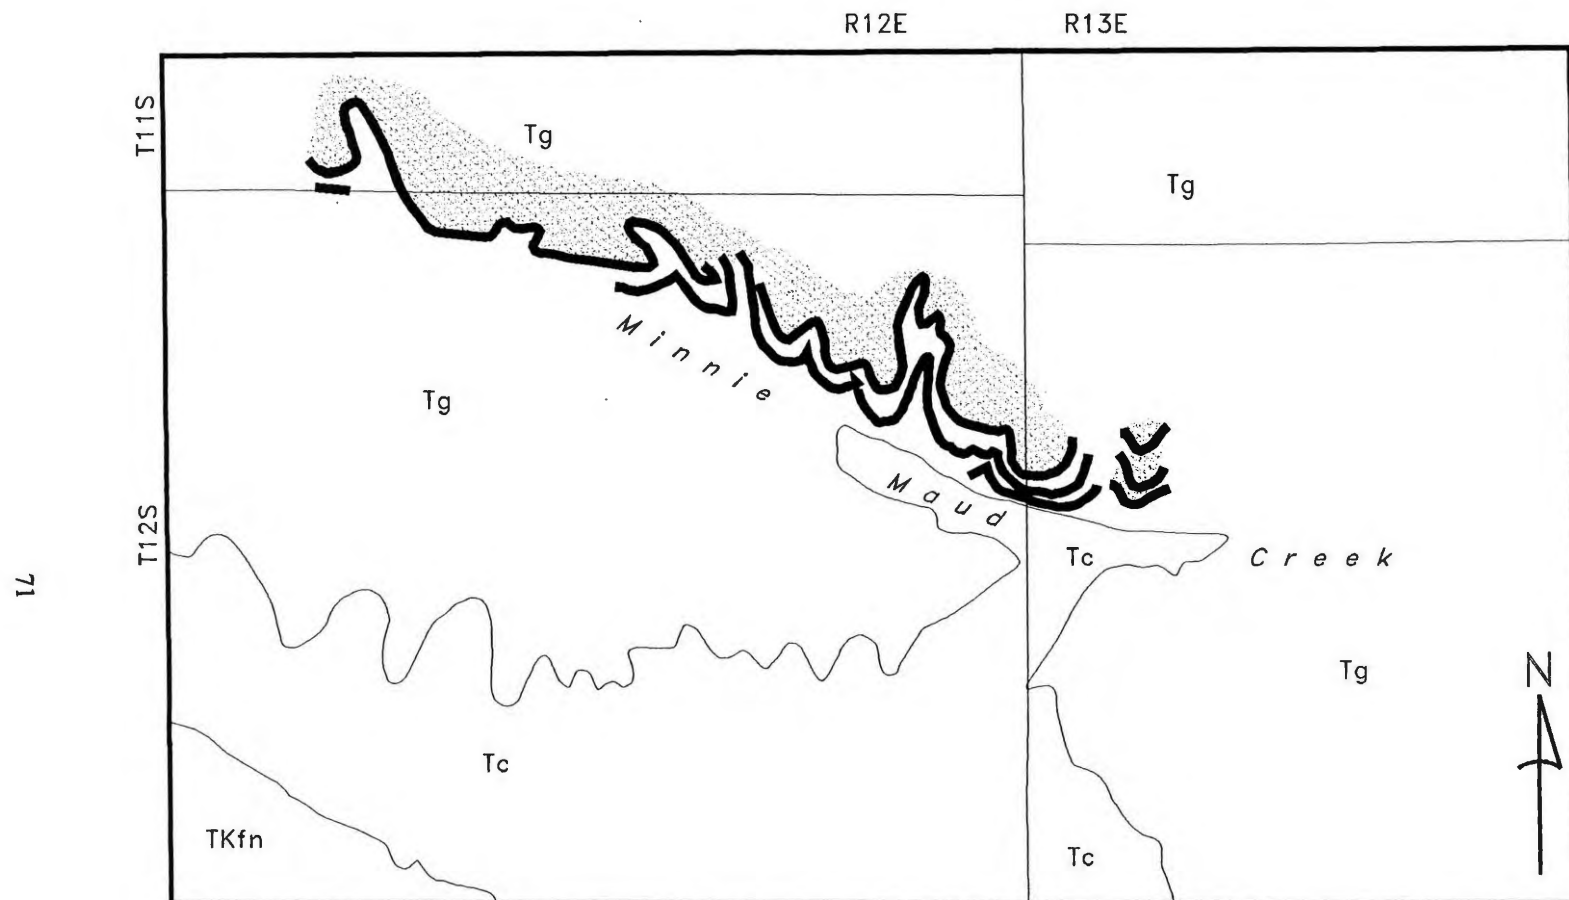 R12E R13E
T11S
Tg
Tg
Minnie
Tg
Maud
T12S
Tc
Creek
71
Tg
N
Tc
TKfn
Tc